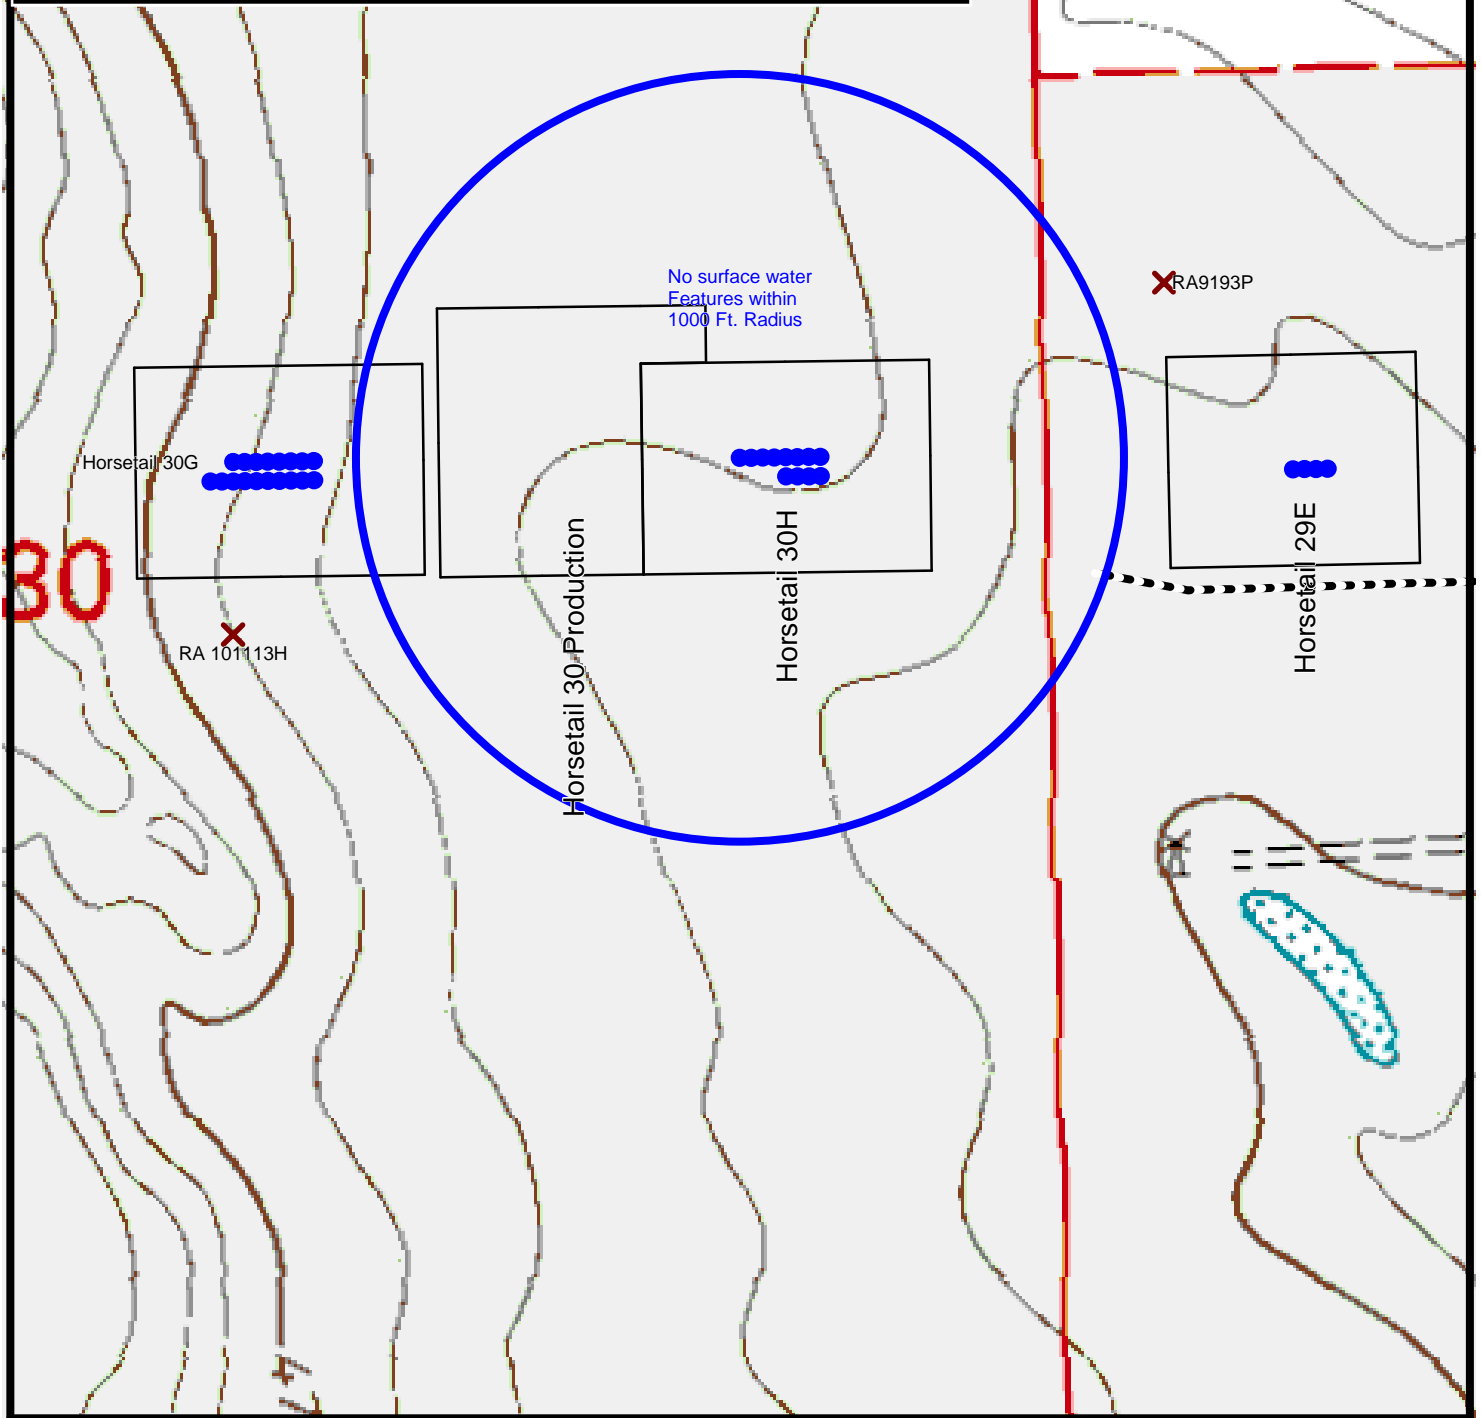 No surface water
Features within
1000 Ft. Radius
RA9193P
Horsetail 30G
30
RA 101113H
Horsetail 30 Production
Horsetail 30H
Horsetail 29E